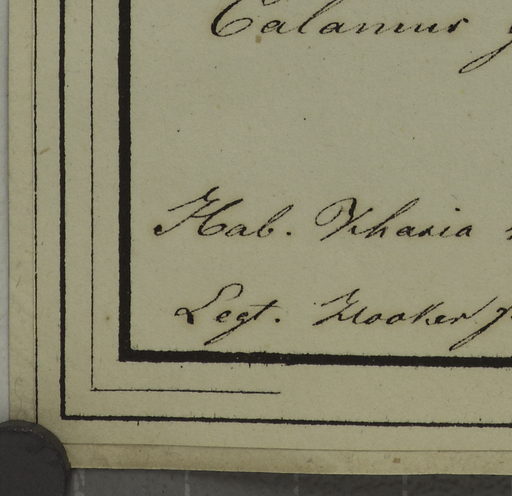 Calamus
Hab. Khasia
Legt. Hooker